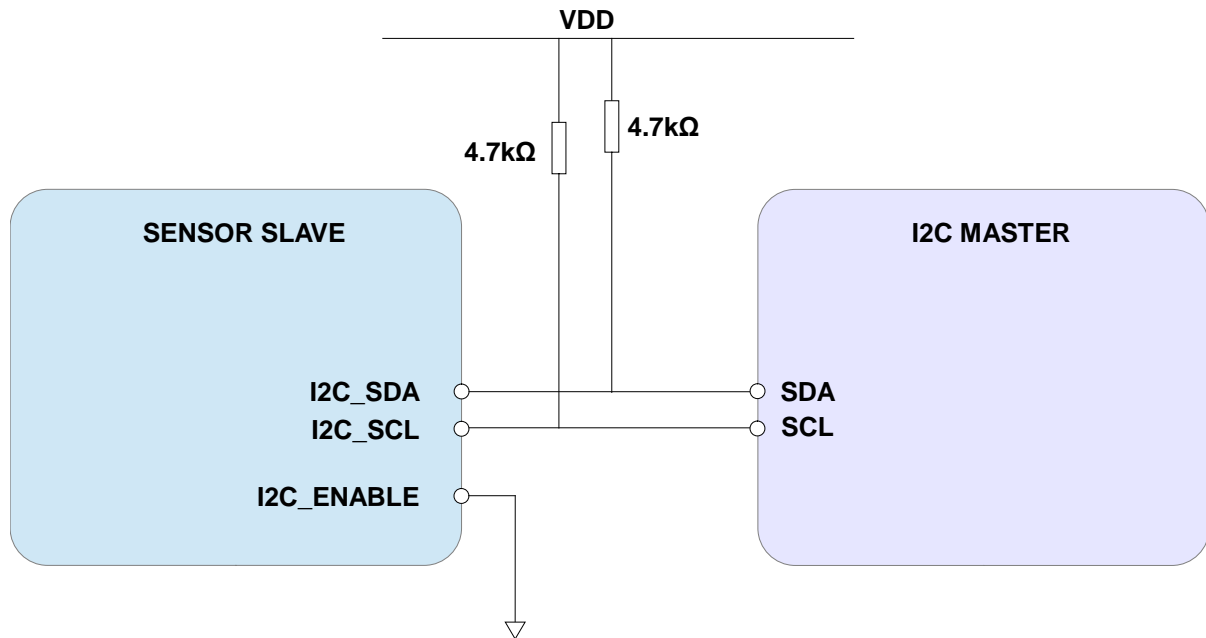 VDD
4.7kΩ
4.7kΩ
SENSOR SLAVE
I2C MASTER
I2C_SDA
SDA
I2C_SCL
SCL
I2C_ENABLE